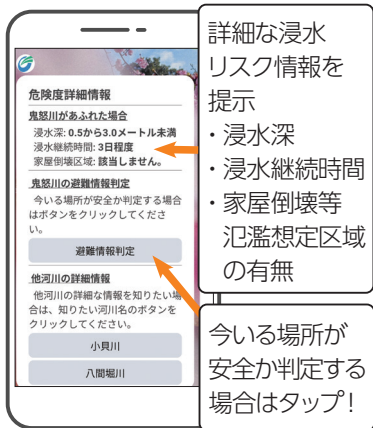 危険度詳細情報
鬼怒川があふれた場合
浸水深: 0.5から3.0メートル未満
浸水継続時間: 3日程度
家屋倒壊区域: 該当しません。
鬼怒川の避難情報判定
今いる場所が安全か判定する場合
はボタンをクリックしてくださ
い。
避難情報判定
他河川の詳細情報
他河川の詳細な情報を知りたい場
合は、知りたい河川名のボタンを
クリックしてください。
小貝川
八間堀川
詳細な浸水
リスク情報を
提示
・浸水深
・浸水継続時間
・家屋倒壊等
氾濫想定区域
の有無
今いる場所が
安全か判定する
場合はタップ！